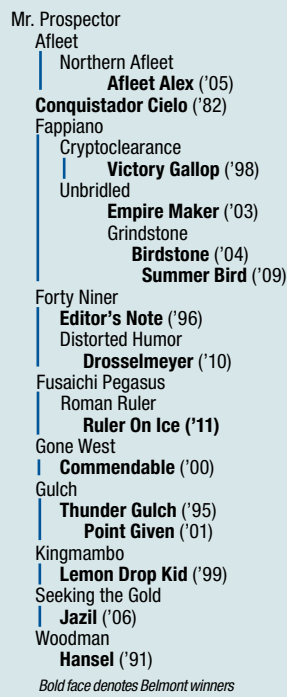 Mr. Prospector
Afleet
Northern Afleet
Afleet Alex (’05)
Conquistador Cielo (’82)
Fappiano
Cryptoclearance
Victory Gallop (’98)
Unbridled
Empire Maker (’03)
Grindstone
Birdstone (’04)
Summer Bird (’09)
Forty Niner
Editor’s Note (’96)
Distorted Humor
Drosselmeyer (’10)
Fusaichi Pegasus
Roman Ruler
Ruler On Ice (’11)
Gone West
Commendable (’00)
Gulch
Thunder Gulch (’95)
Point Given (’01)
Kingmambo
Lemon Drop Kid (’99)
Seeking the Gold
Jazil (’06)
Woodman
Hansel (’91)
Bold face denotes Belmont winners